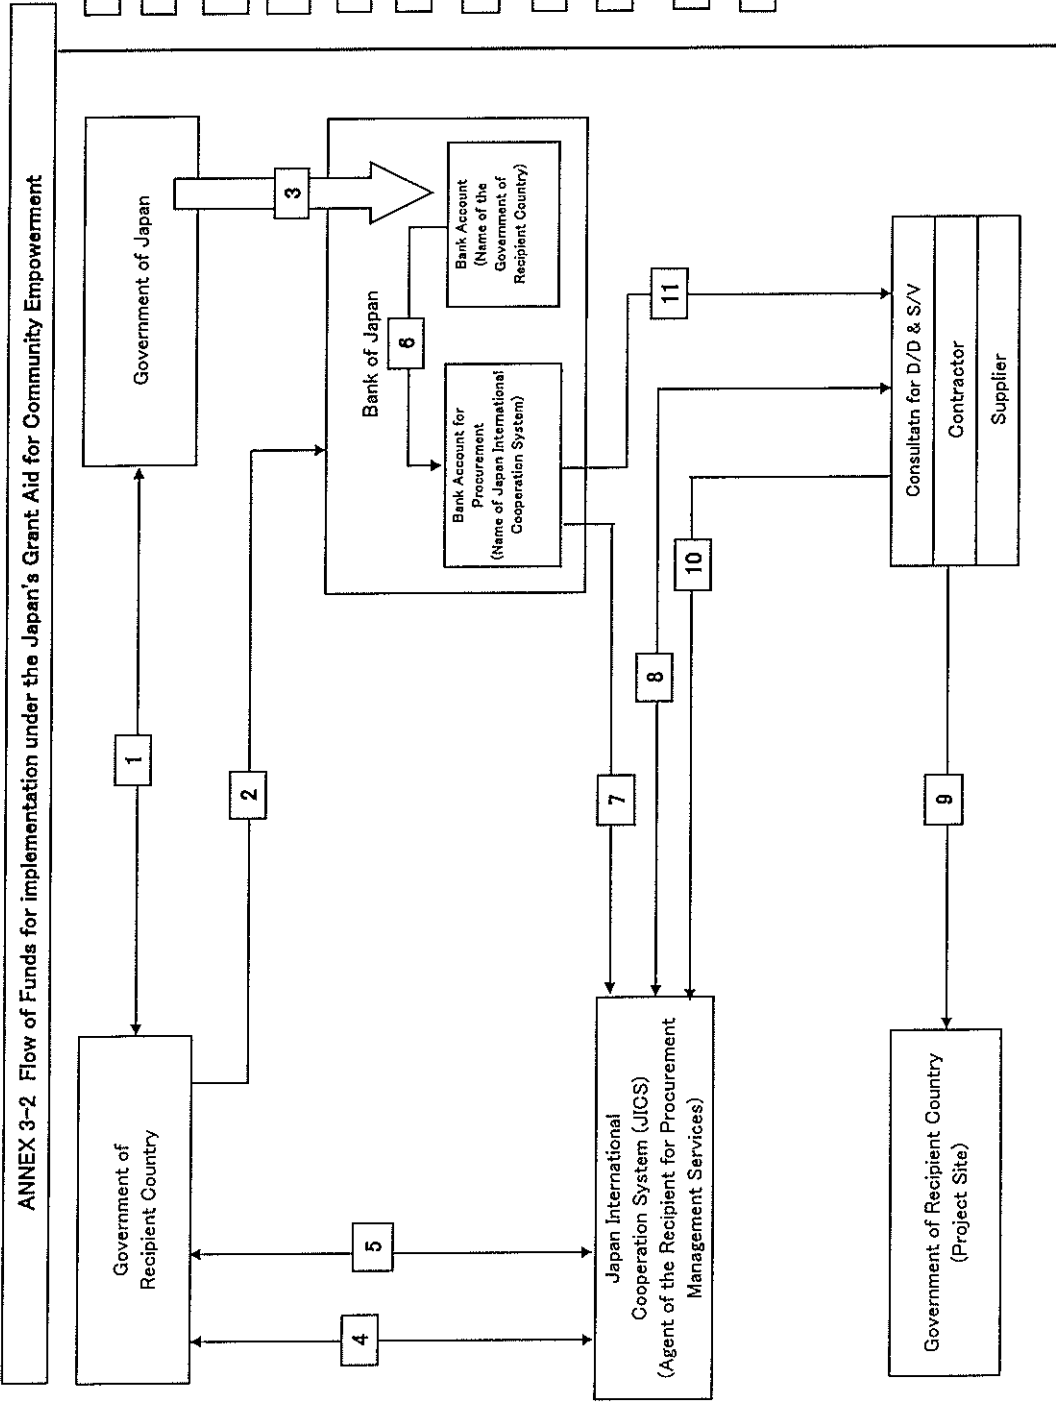 ANNEX 3-2 Flow of Funds for implementation under the Japan's Grant Aid for Community Empowerment
Government of
Recipient Country
1
Government of Japan
2
3
Bank of Japan
6
Bank Account for
Procurement
(Name of Japan International
Cooperation System)
Bank Account
(Name of the
Government of
Recipient Country)
4
5
7
8
10
11
Japan International
Cooperation System (JICS)
(Agent of the Recipient for Procurement
Management Services)
Consultatn for D/D & S/V
Contractor
Supplier
9
Government of Recipient Country
(Project Site)